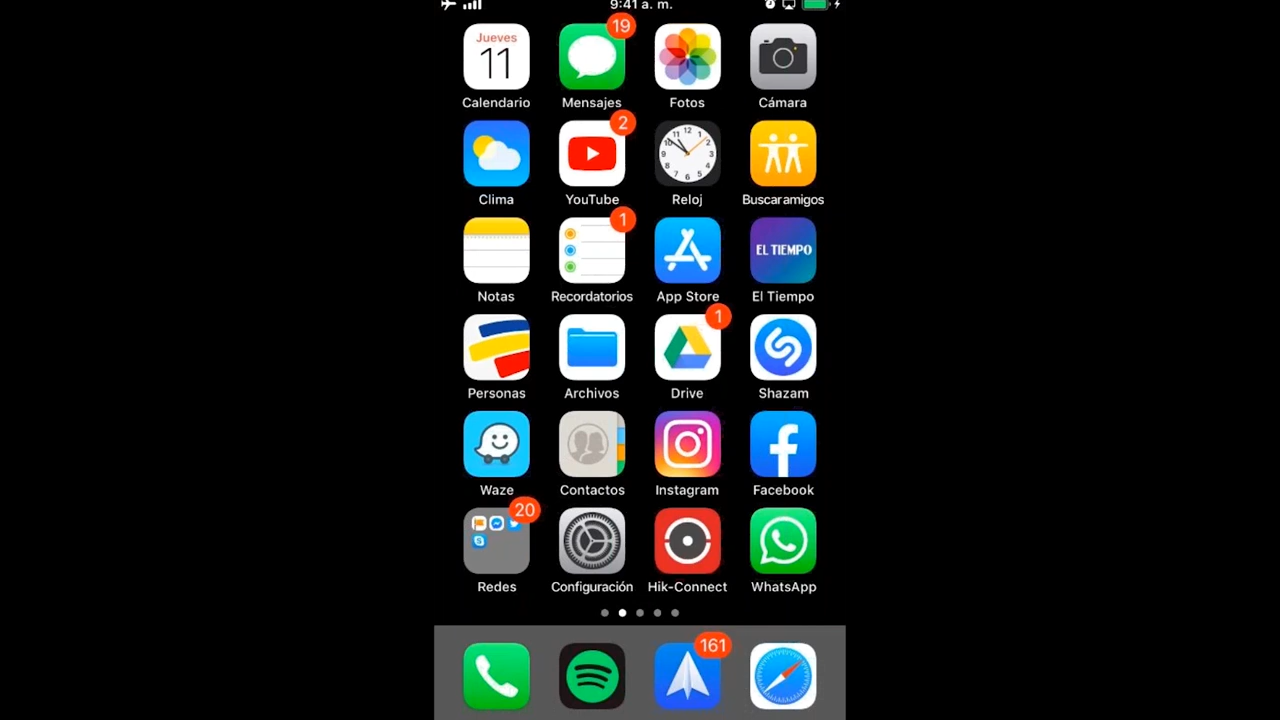 9:41 a. m.
Jueves
11
19
Calendario
Mensajes
Fotos
Cámara
2
Clima
YouTube
Reloj
Buscar amigos
1
EL TIEMPO
Notas
Recordatorios
App Store
El Tiempo
1
Personas
Archivos
Drive
Shazam
Waze
Contactos
Instagram
Facebook
20
Redes
Configuración
Hik-Connect
WhatsApp
161